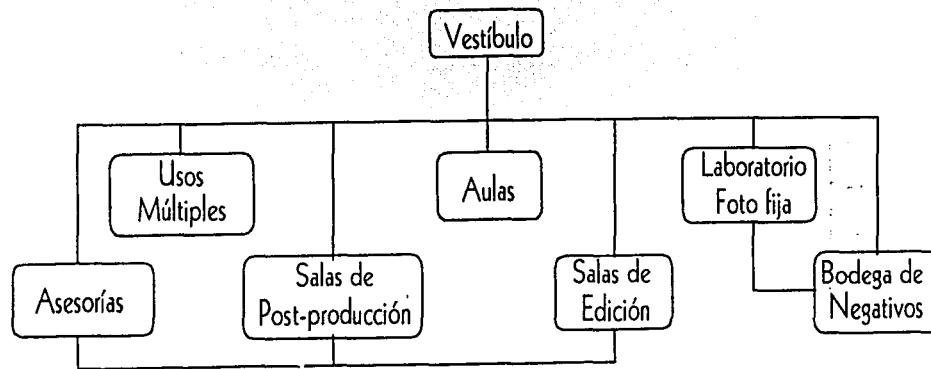 Vestíbulo
Usos
Múltiples
Aulas
Laboratorio
Foto fija
Asesorías
Salas de
Post-producción
Salas de
Edición
Bodega de
Negativos